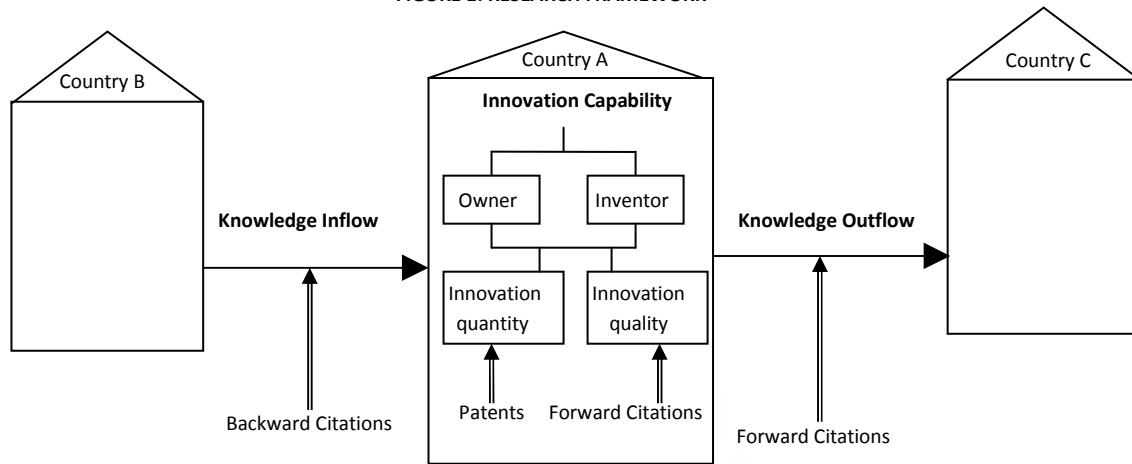 Country B
Country A
Country C
Innovation Capability
Owner
Inventor
Knowledge Inflow
Knowledge Outflow
Innovation
quantity
Innovation
quality
Backward Citations
Patents
Forward Citations
Forward Citations